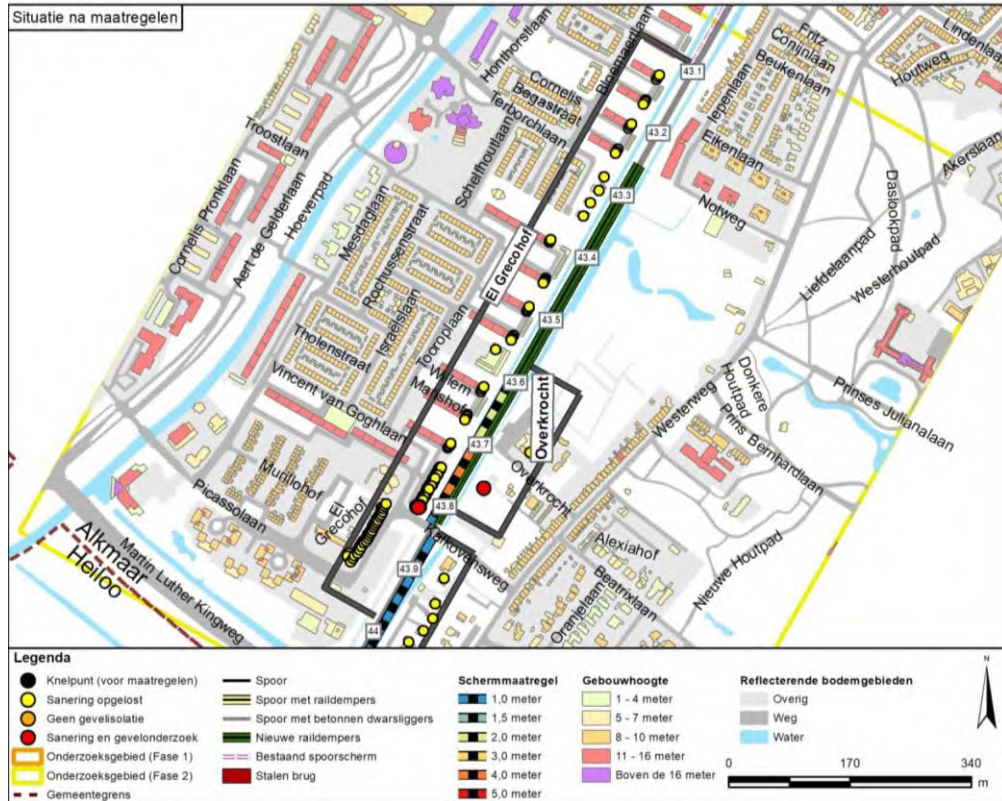 Situatie na maatregelen
Honthorstlaan
Bloemaertlaan
Fritz
Conijnlaan
Lindenlaan
Houtweg
Cornelis
Begastraat
Terborchlaan
Iepenlaan
Beukenlaan
43.1
43.2
Troostlaan
Schelfhoutlaan
Eikenlaan
Akerslaan
Cornelis Pronklaan
Aert de Gelderlaan
Hoeverpad
Mesdaglaan
Rochussenstraat
43.3
Notweg
Daslookpad
El Grecohof
43.4
Liefdelaanpad
Westerhoutpad
Israelslaan
Tooroplaan
43.5
Tholenstraat
Willem
Marishof
43.6
Overkrocht
Vincent van Goghlaan
Westerweg
Donkere
Houtpad
Prins Bernhardlaan
Prinses Julianalaan
43.7
Murillohof
El
Grecohof
Overkrocht
Picassolaan
43.8
Alkmaar
Heiloo
Martin Luther Kingweg
43.9
Alexiahof
Beatrixlaan
Oranjelaan
Nieuwe Houtpad
44
Legenda
Knelpunt (voor maatregelen)
Sanering opgelost
Geen gevelisolatie
Sanering en gevelonderzoek
Onderzoeksgebied (Fase 1)
Onderzoeksgebied (Fase 2)
Gemeentegrens
Spoor
Spoor met raildempers
Spoor met betonnen dwarsliggers
Nieuwe raildempers
Bestaand spoorscherm
Stalen brug
Schermmaatregel
1,0 meter
1,5 meter
2,0 meter
3,0 meter
4,0 meter
5,0 meter
Gebouwhoogte
1 - 4 meter
5 - 7 meter
8 - 10 meter
11 - 16 meter
Boven de 16 meter
Reflecterende bodemgebieden
Overig
Weg
Water
N
0 170 340
m